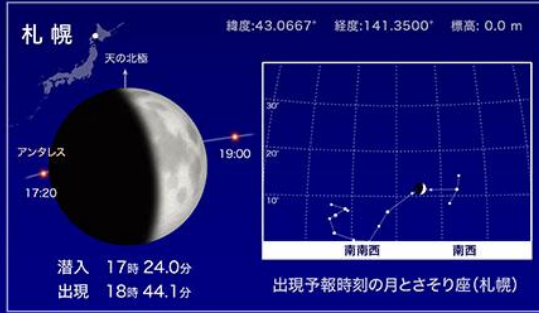 札幌
緯度:43.0667° 経度:141.3500° 標高: 0.0 m
天の北極
アンタレス
17:20
19:00
潜入 17時 24.0分
出現 18時 44.1分
30°
20°
10°
南南西 南西
出現予報時刻の月とさそり座(札幌)